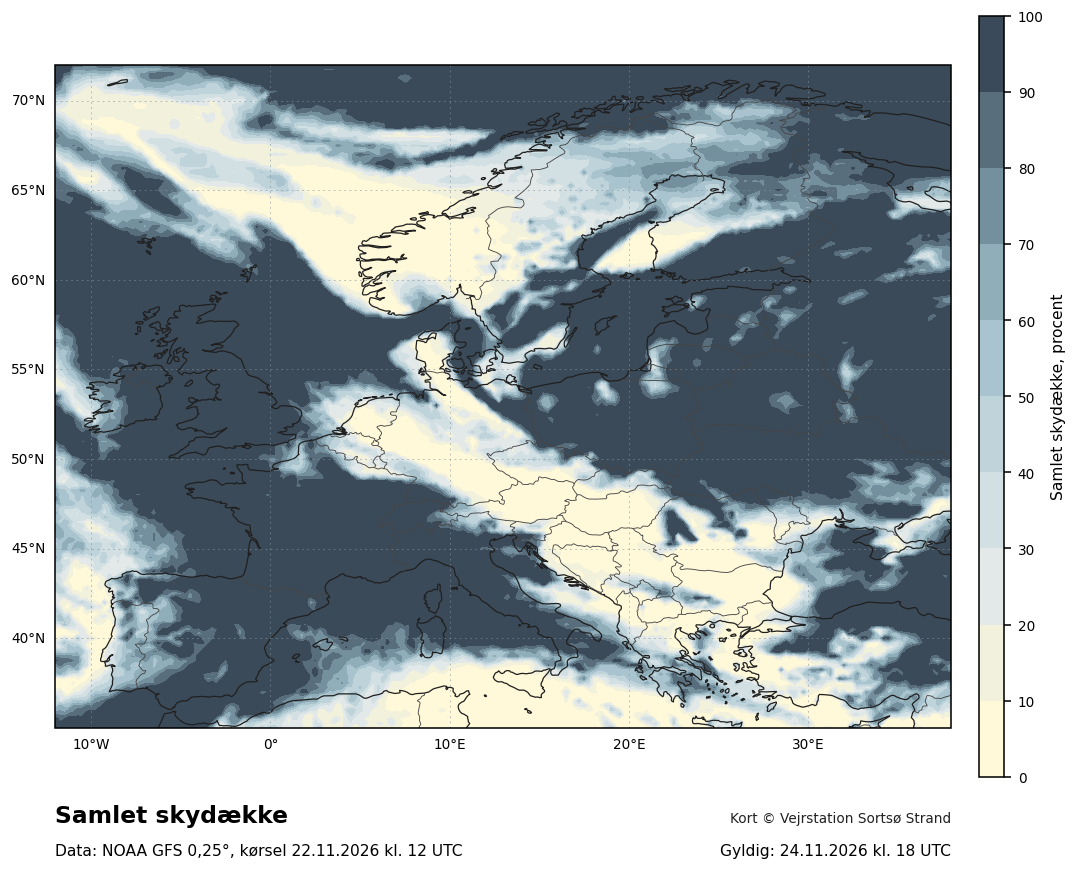 70°N
65°N
60°N
55°N
50°N
45°N
40°N
10°W
0°
10°E
20°E
30°E
100
90
80
70
60
50
40
30
20
10
0
Samlet skydække, procent
Samlet skydække
Kort © Vejrstation Sortsø Strand
Data: NOAA GFS 0,25°, kørsel 22.11.2026 kl. 12 UTC
Gyldig: 24.11.2026 kl. 18 UTC